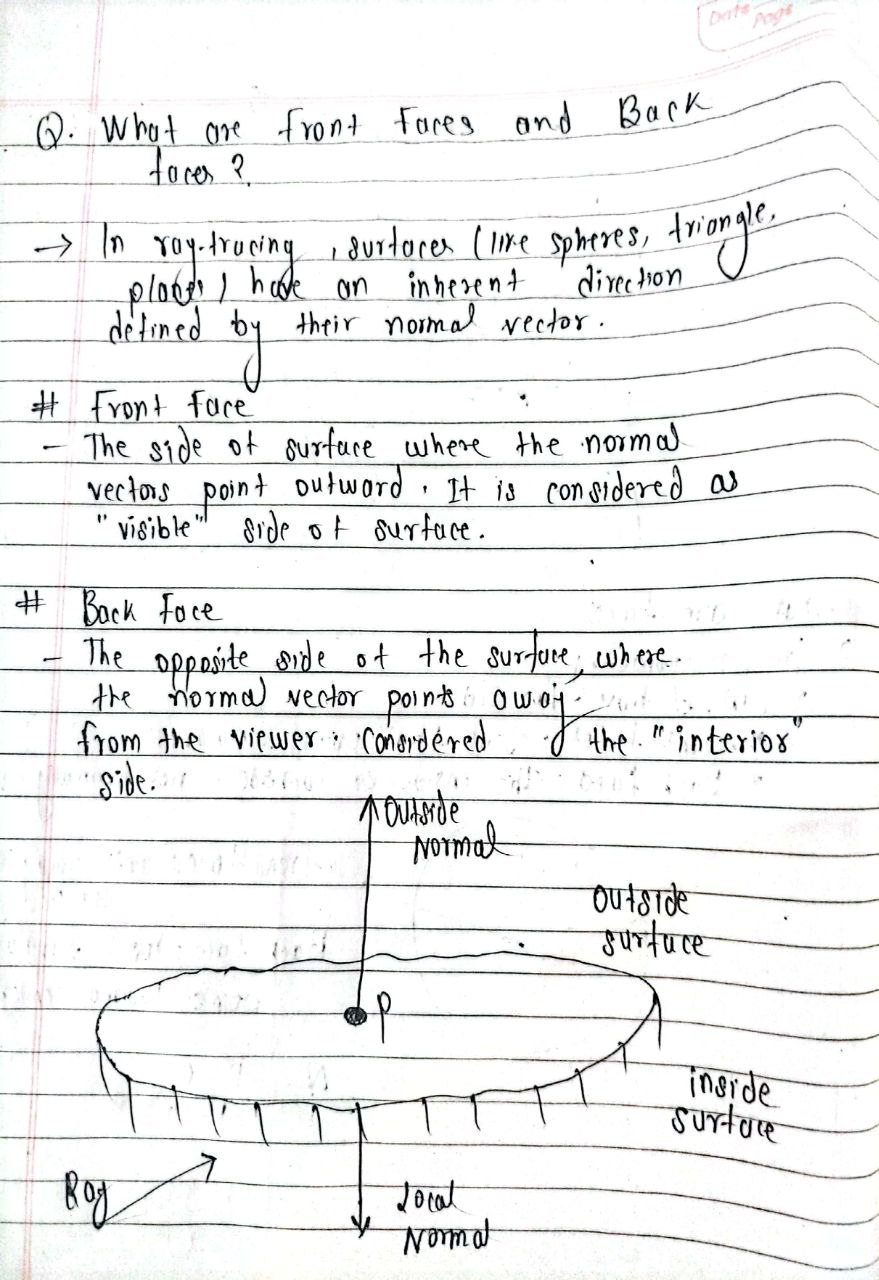 Date
Page
Q. What are front faces and Back
faces ?
→ In ray-tracing , surfaces (like spheres, triangle,
planes) have an inherent direction
defined by their normal vector.
# Front Face
- The side of surface where the normal
vectors point outword. It is considered as
"visible" side of surface.
# Back Face
- The opposite side of the surface, where
the normal vector points away
from the viewer. Considered the "interior"
side.
Outside
Normal
Outside
surface
P
inside
surface
Ray
Local
Normal